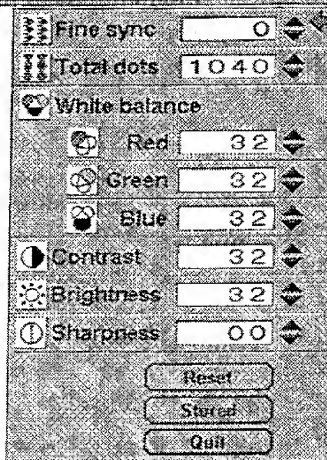 Fine sync 0
Total dots 1040
White balance
Red 32
Green 32
Blue 32
Contrast 32
Brightness 32
Sharpness 00
Reset
Stored
Quit